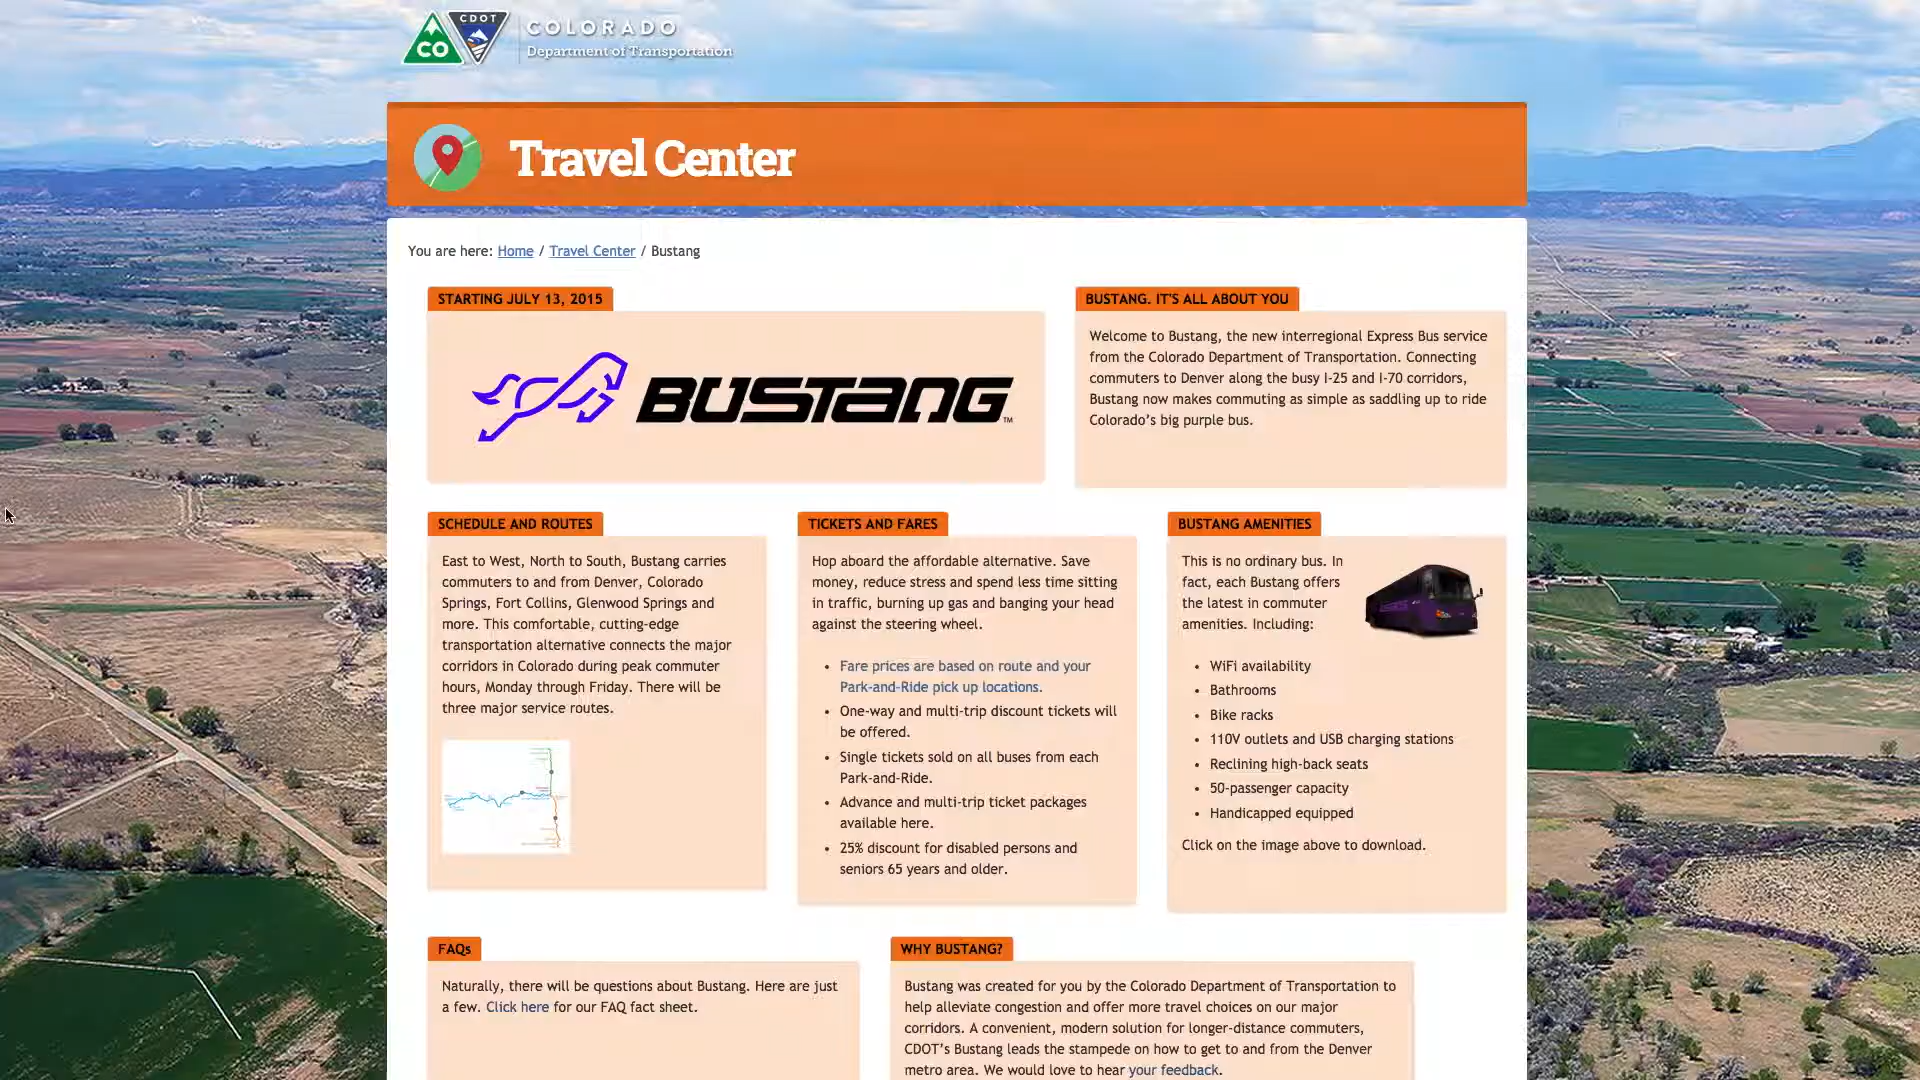 CDOT
CO
COLORADO
Department of Transportation
Travel Center
You are here: Home / Travel Center / Bustang
STARTING JULY 13, 2015
BUSTANG™
BUSTANG. IT'S ALL ABOUT YOU
Welcome to Bustang, the new interregional Express Bus service
from the Colorado Department of Transportation. Connecting
commuters to Denver along the busy I-25 and I-70 corridors,
Bustang now makes commuting as simple as saddling up to ride
Colorado's big purple bus.
SCHEDULE AND ROUTES
East to West, North to South, Bustang carries
commuters to and from Denver, Colorado
Springs, Fort Collins, Glenwood Springs and
more. This comfortable, cutting-edge
transportation alternative connects the major
corridors in Colorado during peak commuter
hours, Monday through Friday. There will be
three major service routes.
TICKETS AND FARES
Hop aboard the affordable alternative. Save
money, reduce stress and spend less time sitting
in traffic, burning up gas and banging your head
against the steering wheel.
• Fare prices are based on route and your
Park-and-Ride pick up locations.
• One-way and multi-trip discount tickets will
be offered.
• Single tickets sold on all buses from each
Park-and-Ride.
• Advance and multi-trip ticket packages
available here.
• 25% discount for disabled persons and
seniors 65 years and older.
BUSTANG AMENITIES
This is no ordinary bus. In
fact, each Bustang offers
the latest in commuter
amenities. Including:
• WiFi availability
• Bathrooms
• Bike racks
• 110V outlets and USB charging stations
• Reclining high-back seats
• 50-passenger capacity
• Handicapped equipped
Click on the image above to download.
FAQs
Naturally, there will be questions about Bustang. Here are just
a few. Click here for our FAQ fact sheet.
WHY BUSTANG?
Bustang was created for you by the Colorado Department of Transportation to
help alleviate congestion and offer more travel choices on our major
corridors. A convenient, modern solution for longer-distance commuters,
CDOT's Bustang leads the stampede on how to get to and from the Denver
metro area. We would love to hear your feedback.